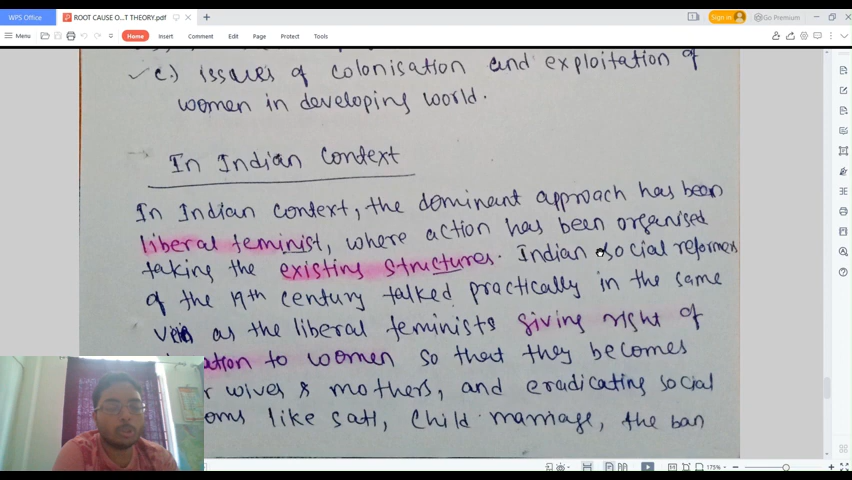 WPS Office
ROOT CAUSE O...T THEORY.pdf
Sign in
Go Premium
Menu
Home
Insert
Comment
Edit
Page
Protect
Tools
c.) issues of colonisation and exploitation of
women in developing world.
In Indian Context
In Indian context, the dominant approach has been
liberal feminist, where action has been organised
taking the existing structures. Indian social reformers
of the 19th century talked practically in the same
vein as the liberal feminists giving right of
ation to women so that they becomes
r wives & mothers, and eradicating social
oms like sati, child marriage, the ban
175%